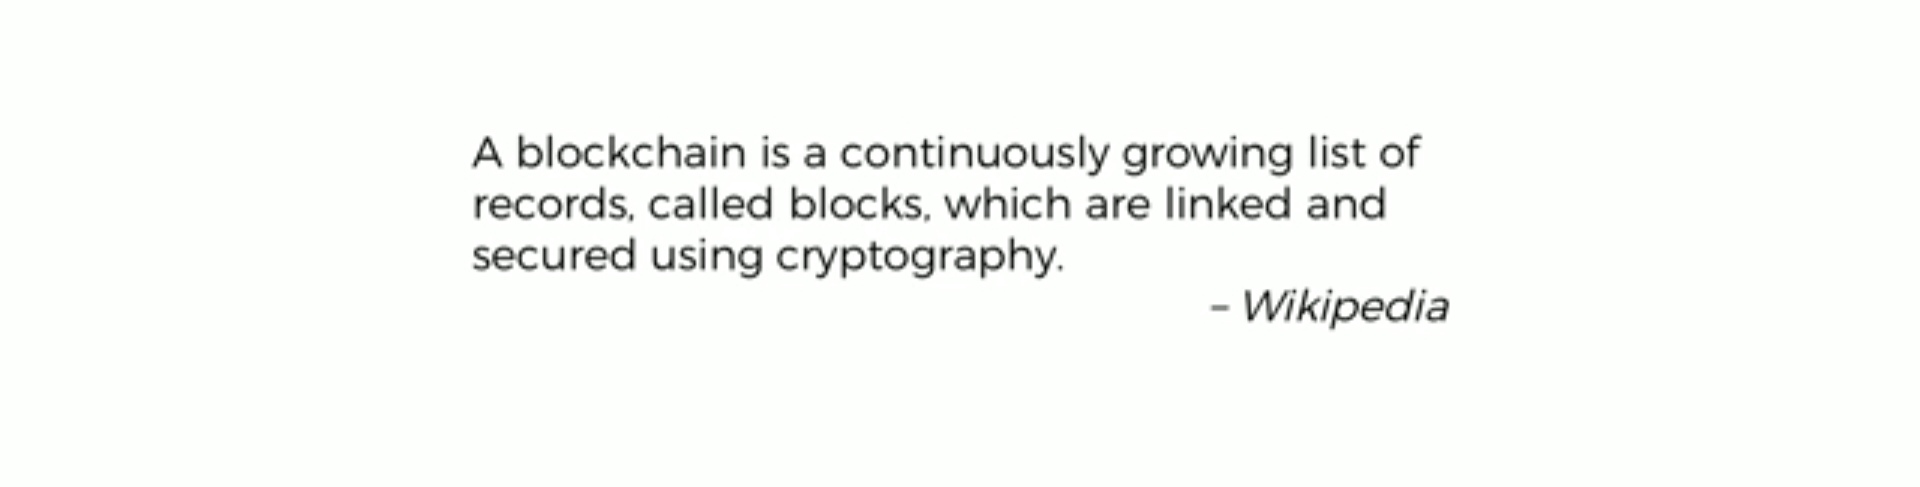 A blockchain is a continuously growing list of
records, called blocks, which are linked and
secured using cryptography.
– Wikipedia